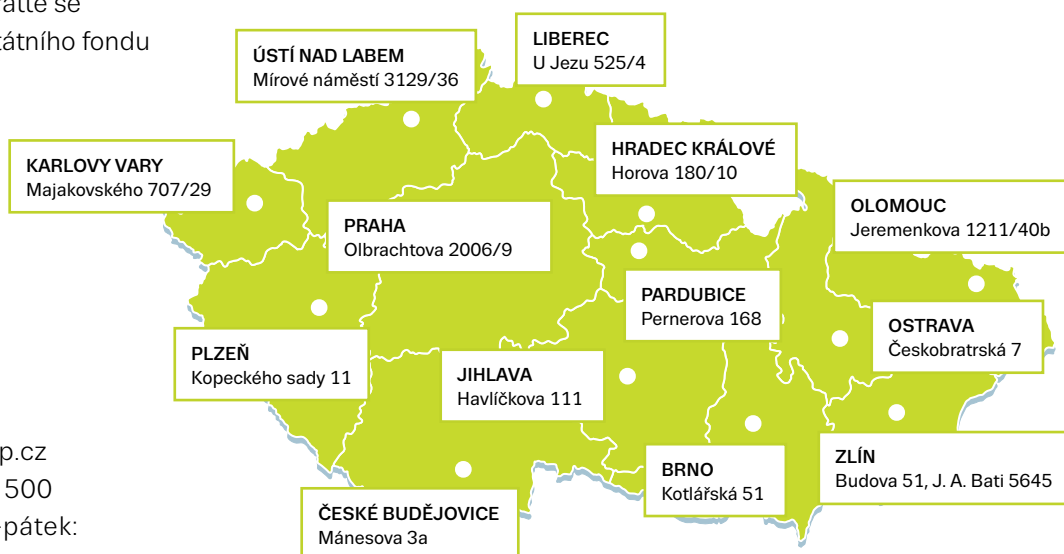 tátního fondu
ÚSTÍ NAD LABEM
Mírové náměstí 3129/36
LIBEREC
U Jezu 525/4
KARLOVY VARY
Majakovského 707/29
HRADEC KRÁLOVÉ
Horova 180/10
PRAHA
Olbrachtova 2006/9
OLOMOUC
Jeremenkova 1211/40b
PARDUBICE
Pernerova 168
OSTRAVA
Českobratrská 7
PLZEŇ
Kopeckého sady 11
JIHLAVA
Havlíčkova 111
BRNO
Kotlářská 51
ZLÍN
Budova 51, J. A. Bati 5645
ČESKÉ BUDĚJOVICE
Mánesova 3a
p.cz
500
pátek: